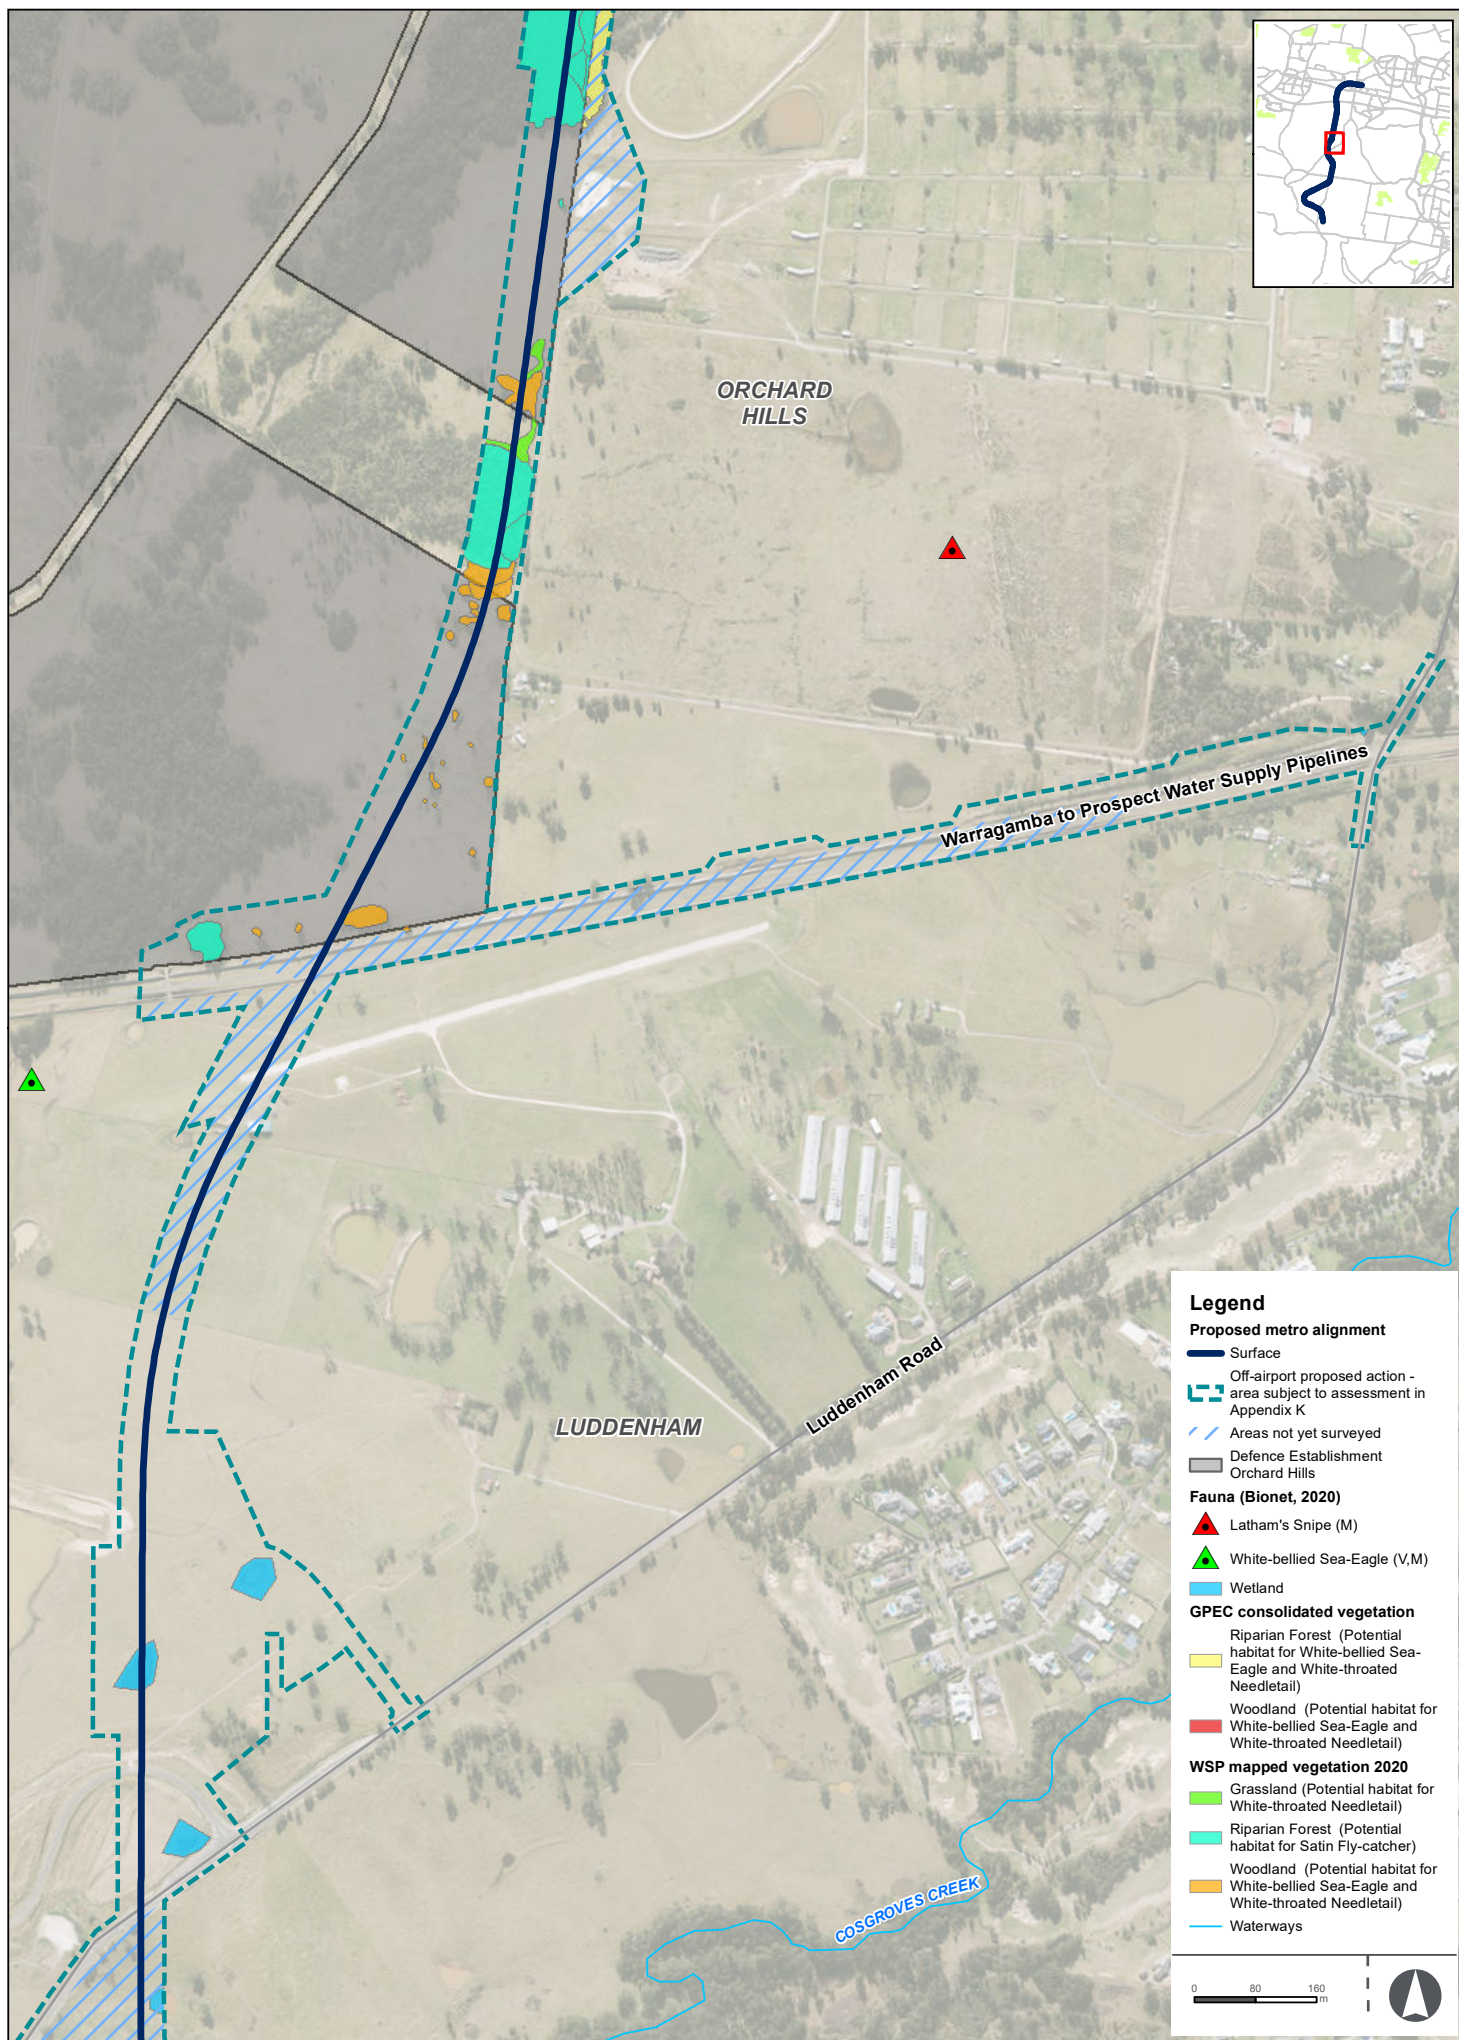 ORCHARD
HILLS
Warragamba to Prospect Water Supply Pipelines
LUDDENHAM
Luddenham Road
COSGROVES CREEK
Legend
Proposed metro alignment
Surface
Off-airport proposed action -
area subject to assessment in
Appendix K
Areas not yet surveyed
Defence Establishment
Orchard Hills
Fauna (Bionet, 2020)
Latham's Snipe (M)
White-bellied Sea-Eagle (V,M)
Wetland
GPEC consolidated vegetation
Riparian Forest (Potential
habitat for White-bellied Sea-
Eagle and White-throated
Needletail)
Woodland (Potential habitat for
White-bellied Sea-Eagle and
White-throated Needletail)
WSP mapped vegetation 2020
Grassland (Potential habitat for
White-throated Needletail)
Riparian Forest (Potential
habitat for Satin Fly-catcher)
Woodland (Potential habitat for
White-bellied Sea-Eagle and
White-throated Needletail)
Waterways
0 80 160
m